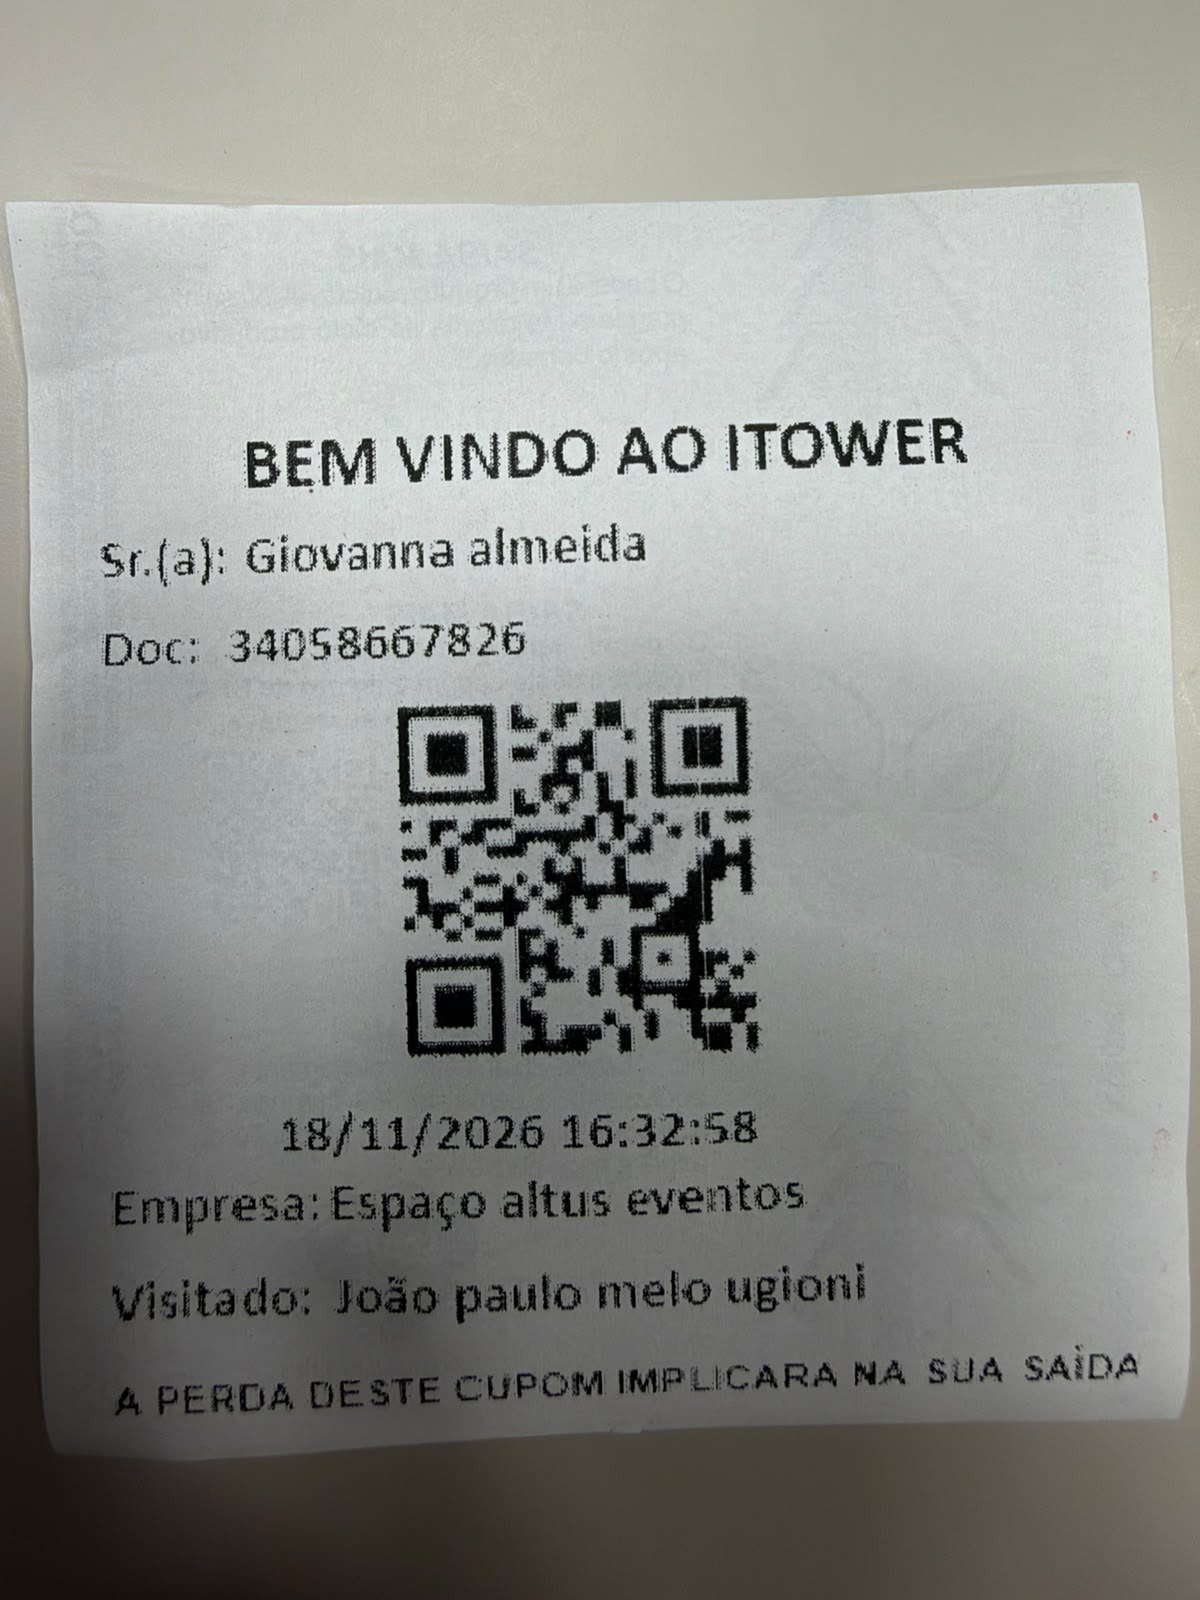 BEM VINDO AO ITOWER
Sr.(a): Giovanna almeida
Doc: 34058667826
18/11/2026 16:32:58
Empresa: Espaço altus eventos
Visitado: João paulo melo ugioni
A PERDA DESTE CUPOM IMPLICARA NA SUA SAÍDA